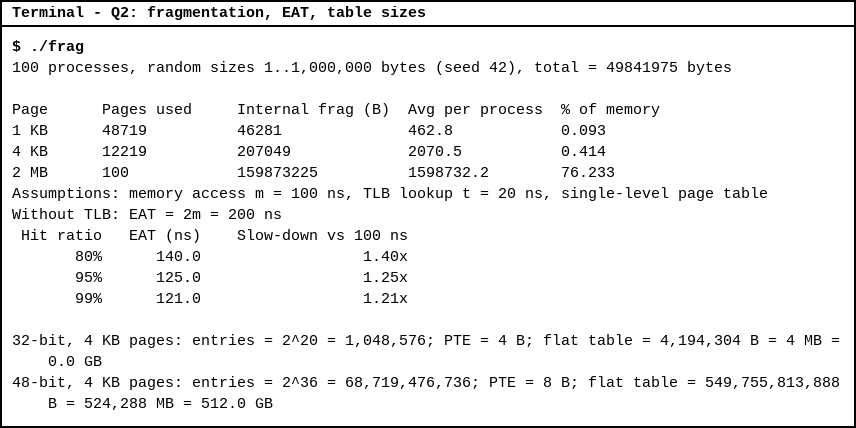 Terminal - Q2: fragmentation, EAT, table sizes
$ ./frag
100 processes, random sizes 1..1,000,000 bytes (seed 42), total = 49841975 bytes
Page      Pages used     Internal frag (B)  Avg per process  % of memory
1 KB      48719          46281              462.8            0.093
4 KB      12219          207049             2070.5           0.414
2 MB      100            159873225          1598732.2        76.233
Assumptions: memory access m = 100 ns, TLB lookup t = 20 ns, single-level page table
Without TLB: EAT = 2m = 200 ns
 Hit ratio   EAT (ns)    Slow-down vs 100 ns
       80%      140.0                  1.40x
       95%      125.0                  1.25x
       99%      121.0                  1.21x
32-bit, 4 KB pages: entries = 2^20 = 1,048,576; PTE = 4 B; flat table = 4,194,304 B = 4 MB =
    0.0 GB
48-bit, 4 KB pages: entries = 2^36 = 68,719,476,736; PTE = 8 B; flat table = 549,755,813,888
    B = 524,288 MB = 512.0 GB